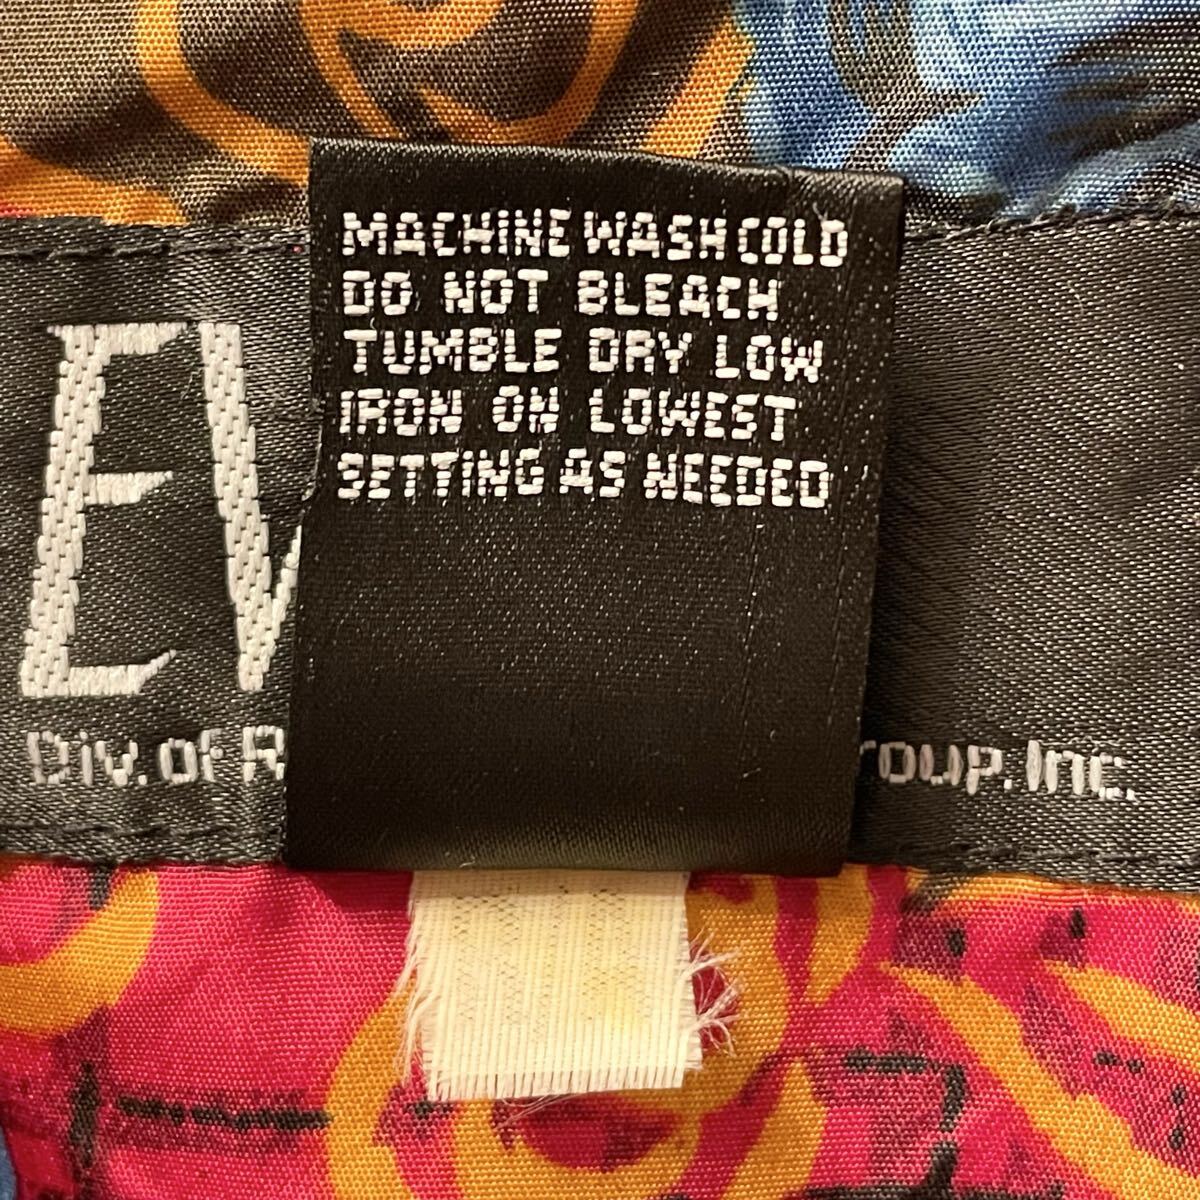 MACHINE WASH COLD
DO NOT BLEACH
TUMBLE DRY LOW
IRON ON LOWEST
SETTING AS NEEDED
EV
Div. OF R ROUP. Inc.